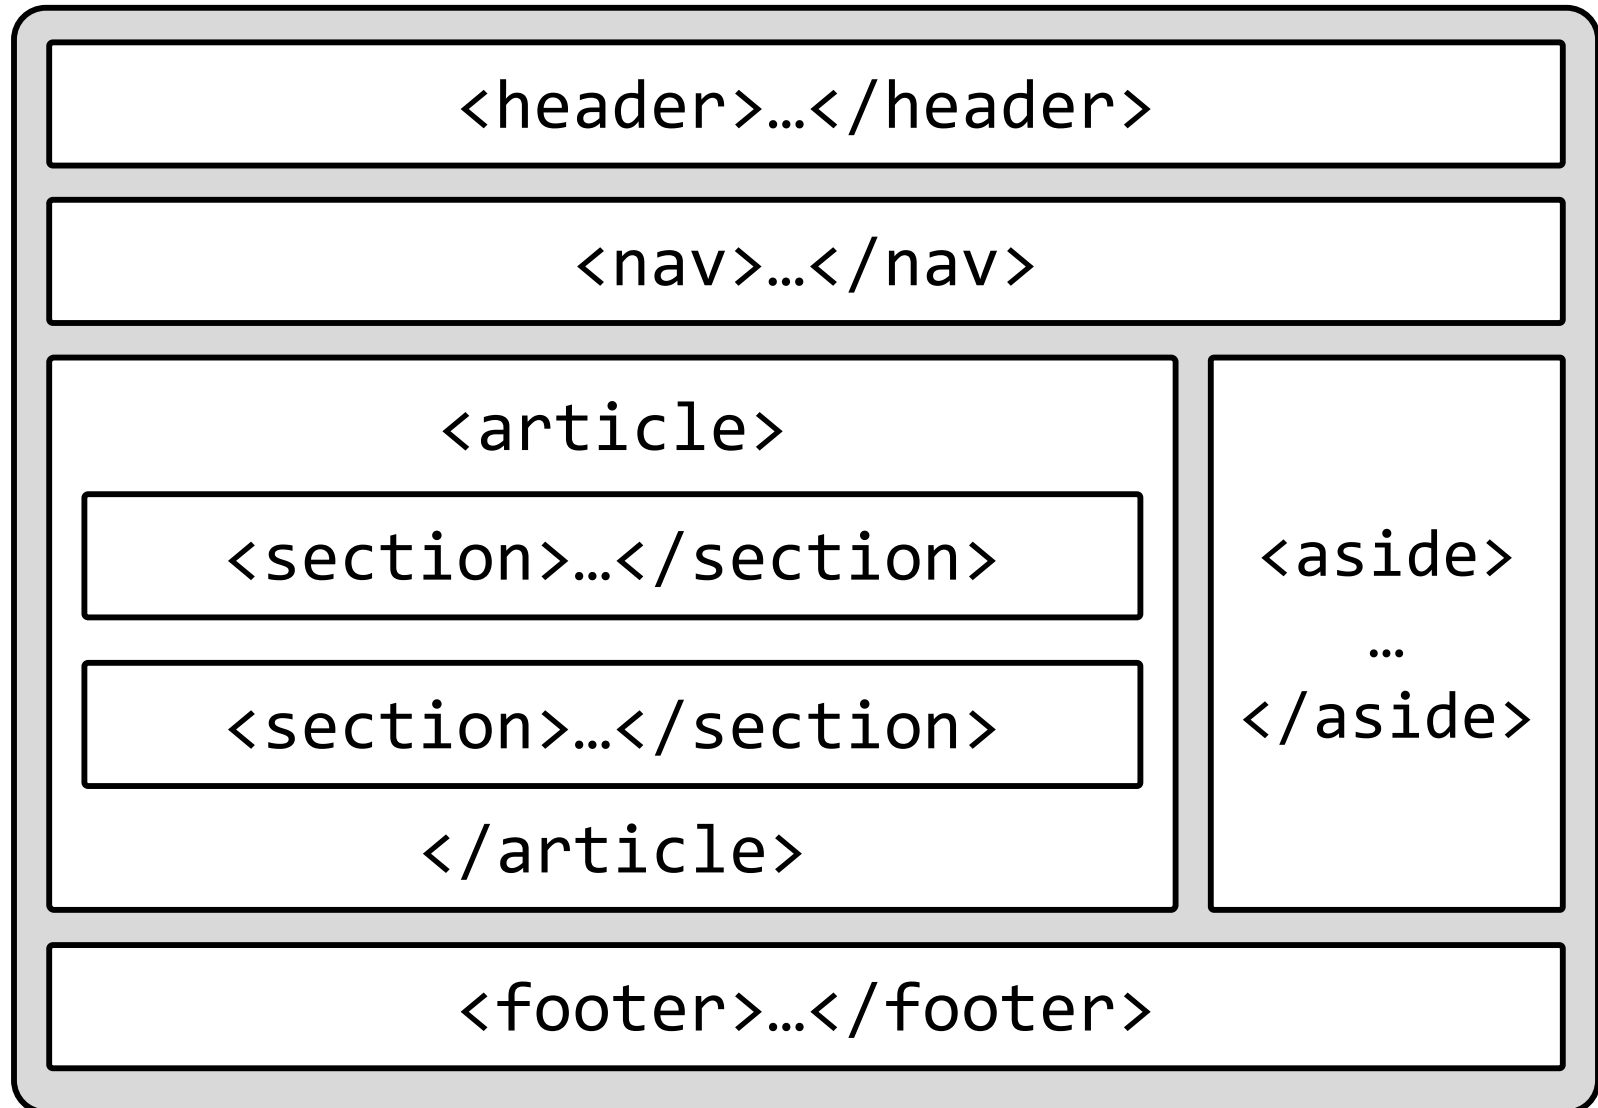 <header>…</header>
<nav>…</nav>
<article>
<section>…</section>
<section>…</section>
</article>
<aside>
…
</aside>
<footer>…</footer>